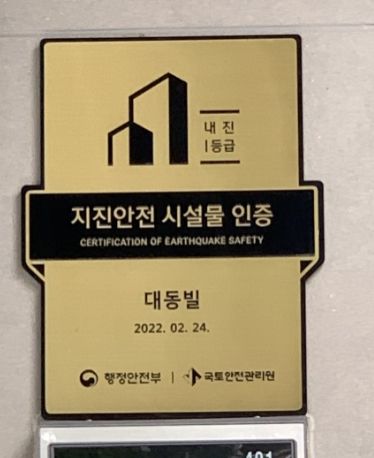 내진
I등급
지진안전 시설물 인증
CERTIFICATION OF EARTHQUAKE SAFETY
대동빌
2022. 02. 24.
행정안전부 | 국토안전관리원